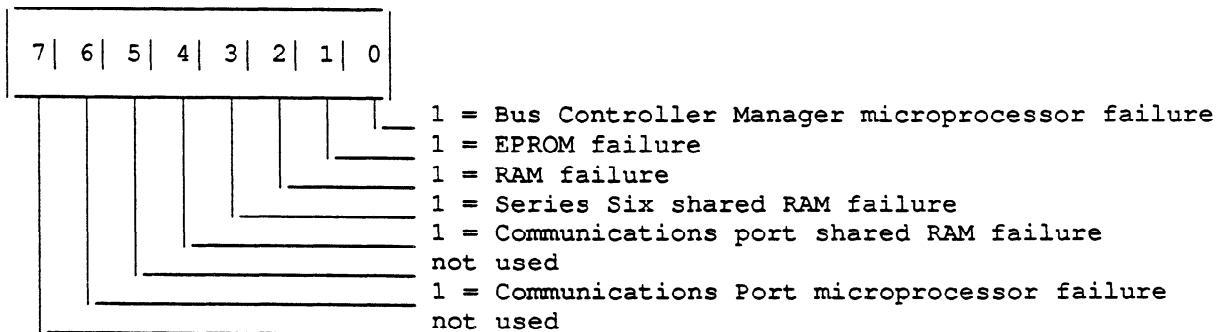 7| 6| 5| 4| 3| 2| 1| 0
1 = Bus Controller Manager microprocessor failure
1 = EPROM failure
1 = RAM failure
1 = Series Six shared RAM failure
1 = Communications port shared RAM failure
not used
1 = Communications Port microprocessor failure
not used